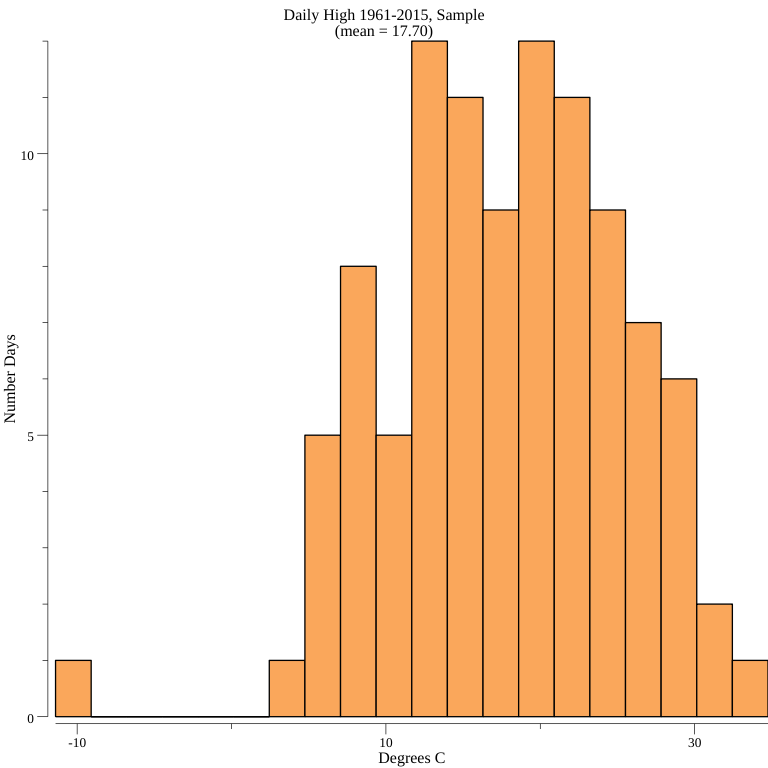 Daily High 1961-2015, Sample
(mean = 17.70)
10
5
0
Number Days
-10
10
30
Degrees C